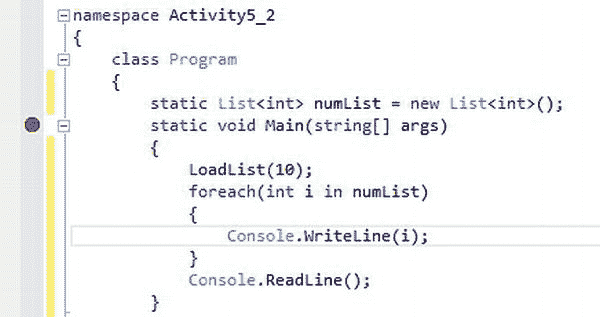 namespace Activity5_2
{
class Program
{
static List<int> numList = new List<int>();
static void Main(string[] args)
{
LoadList(10);
foreach(int i in numList)
{
Console.WriteLine(i);
}
Console.ReadLine();
}